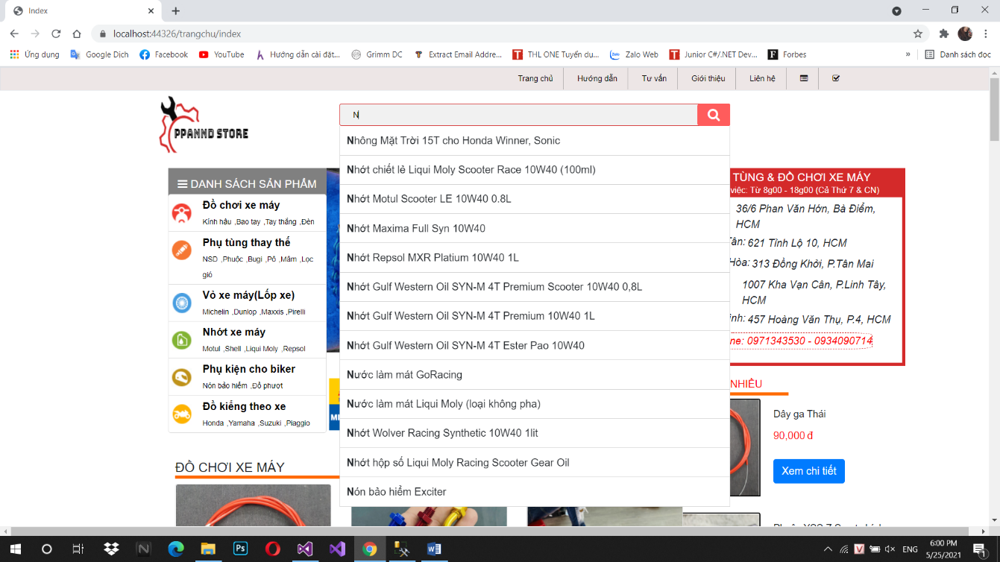 Index
localhost:44326/trangchu/index
Ứng dụng Google Dịch Facebook YouTube Hướng dẫn cài đặt... Grimm DC Extract Email Addre... THL ONE Tuyển dụ... Zalo Web Junior C#/.NET Dev... Forbes » Danh sách đọc
Trang chủ Hướng dẫn Tư vấn Giới thiệu Liên hệ
PPANND STORE
N
Nhông Mặt Trời 15T cho Honda Winner, Sonic
Nhớt chiết lẻ Liqui Moly Scooter Race 10W40 (100ml)
Nhớt Motul Scooter LE 10W40 0.8L
Nhớt Maxima Full Syn 10W40
Nhớt Repsol MXR Platium 10W40 1L
Nhớt Gulf Western Oil SYN-M 4T Premium Scooter 10W40 0,8L
Nhớt Gulf Western Oil SYN-M 4T Premium 10W40 1L
Nhớt Gulf Western Oil SYN-M 4T Ester Pao 10W40
Nước làm mát GoRacing
Nước làm mát Liqui Moly (loại không pha)
Nhớt Wolver Racing Synthetic 10W40 1lit
Nhớt hộp số Liqui Moly Racing Scooter Gear Oil
Nón bảo hiểm Exciter
DANH SÁCH SẢN PHẨM
Đồ chơi xe máy
Kính hậu ,Bao tay ,Tay thắng ,Đèn
Phụ tùng thay thế
NSD ,Phuộc ,Bugi ,Pô ,Mâm ,Lọc
gió
Vỏ xe máy(Lốp xe)
Michelin ,Dunlop ,Maxxis ,Pirelli
Nhớt xe máy
Motul ,Shell ,Liqui Moly ,Repsol
Phụ kiện cho biker
Nón bảo hiểm ,Đồ phượt
Đồ kiểng theo xe
Honda ,Yamaha ,Suzuki ,Piaggio
TÙNG & ĐỒ CHƠI XE MÁY
việc: Từ 8g00 - 18g00 (Cả Thứ 7 & CN)
36/6 Phan Văn Hớn, Bà Điểm,
HCM
Tân: 621 Tỉnh Lộ 10, HCM
Hòa: 313 Đồng Khởi, P.Tân Mai
1007 Kha Vạn Cân, P.Linh Tây,
HCM
inh: 457 Hoàng Văn Thụ, P.4, HCM
ne: 0971343530 - 0934090714
NHIỀU
Dây ga Thái
90,000 đ
Xem chi tiết
ĐỒ CHƠI XE MÁY
ENG
6:00 PM
5/25/2021
1